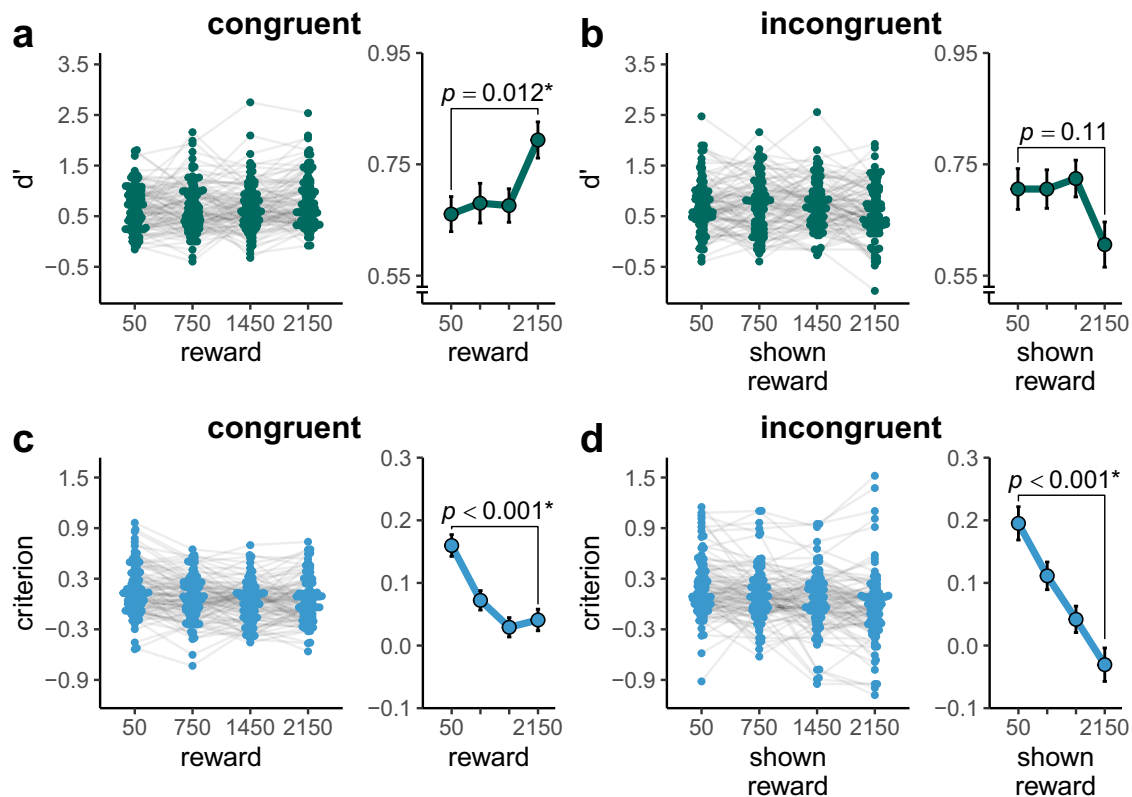 a
congruent
d'
3.5
2.5
1.5
0.5
−0.5
50 750 1450 2150
reward
0.95
0.75
0.55
p = 0.012*
50 2150
reward
b
incongruent
d'
3.5
2.5
1.5
0.5
−0.5
50 750 1450 2150
shown
reward
0.95
0.75
0.55
p = 0.11
50 2150
shown
reward
c
congruent
criterion
1.5
0.9
0.3
−0.3
−0.9
50 750 1450 2150
reward
0.3
0.2
0.1
0.0
−0.1
p < 0.001*
50 2150
reward
d
incongruent
criterion
1.5
0.9
0.3
−0.3
−0.9
50 750 1450 2150
shown
reward
0.3
0.2
0.1
0.0
−0.1
p < 0.001*
50 2150
shown
reward